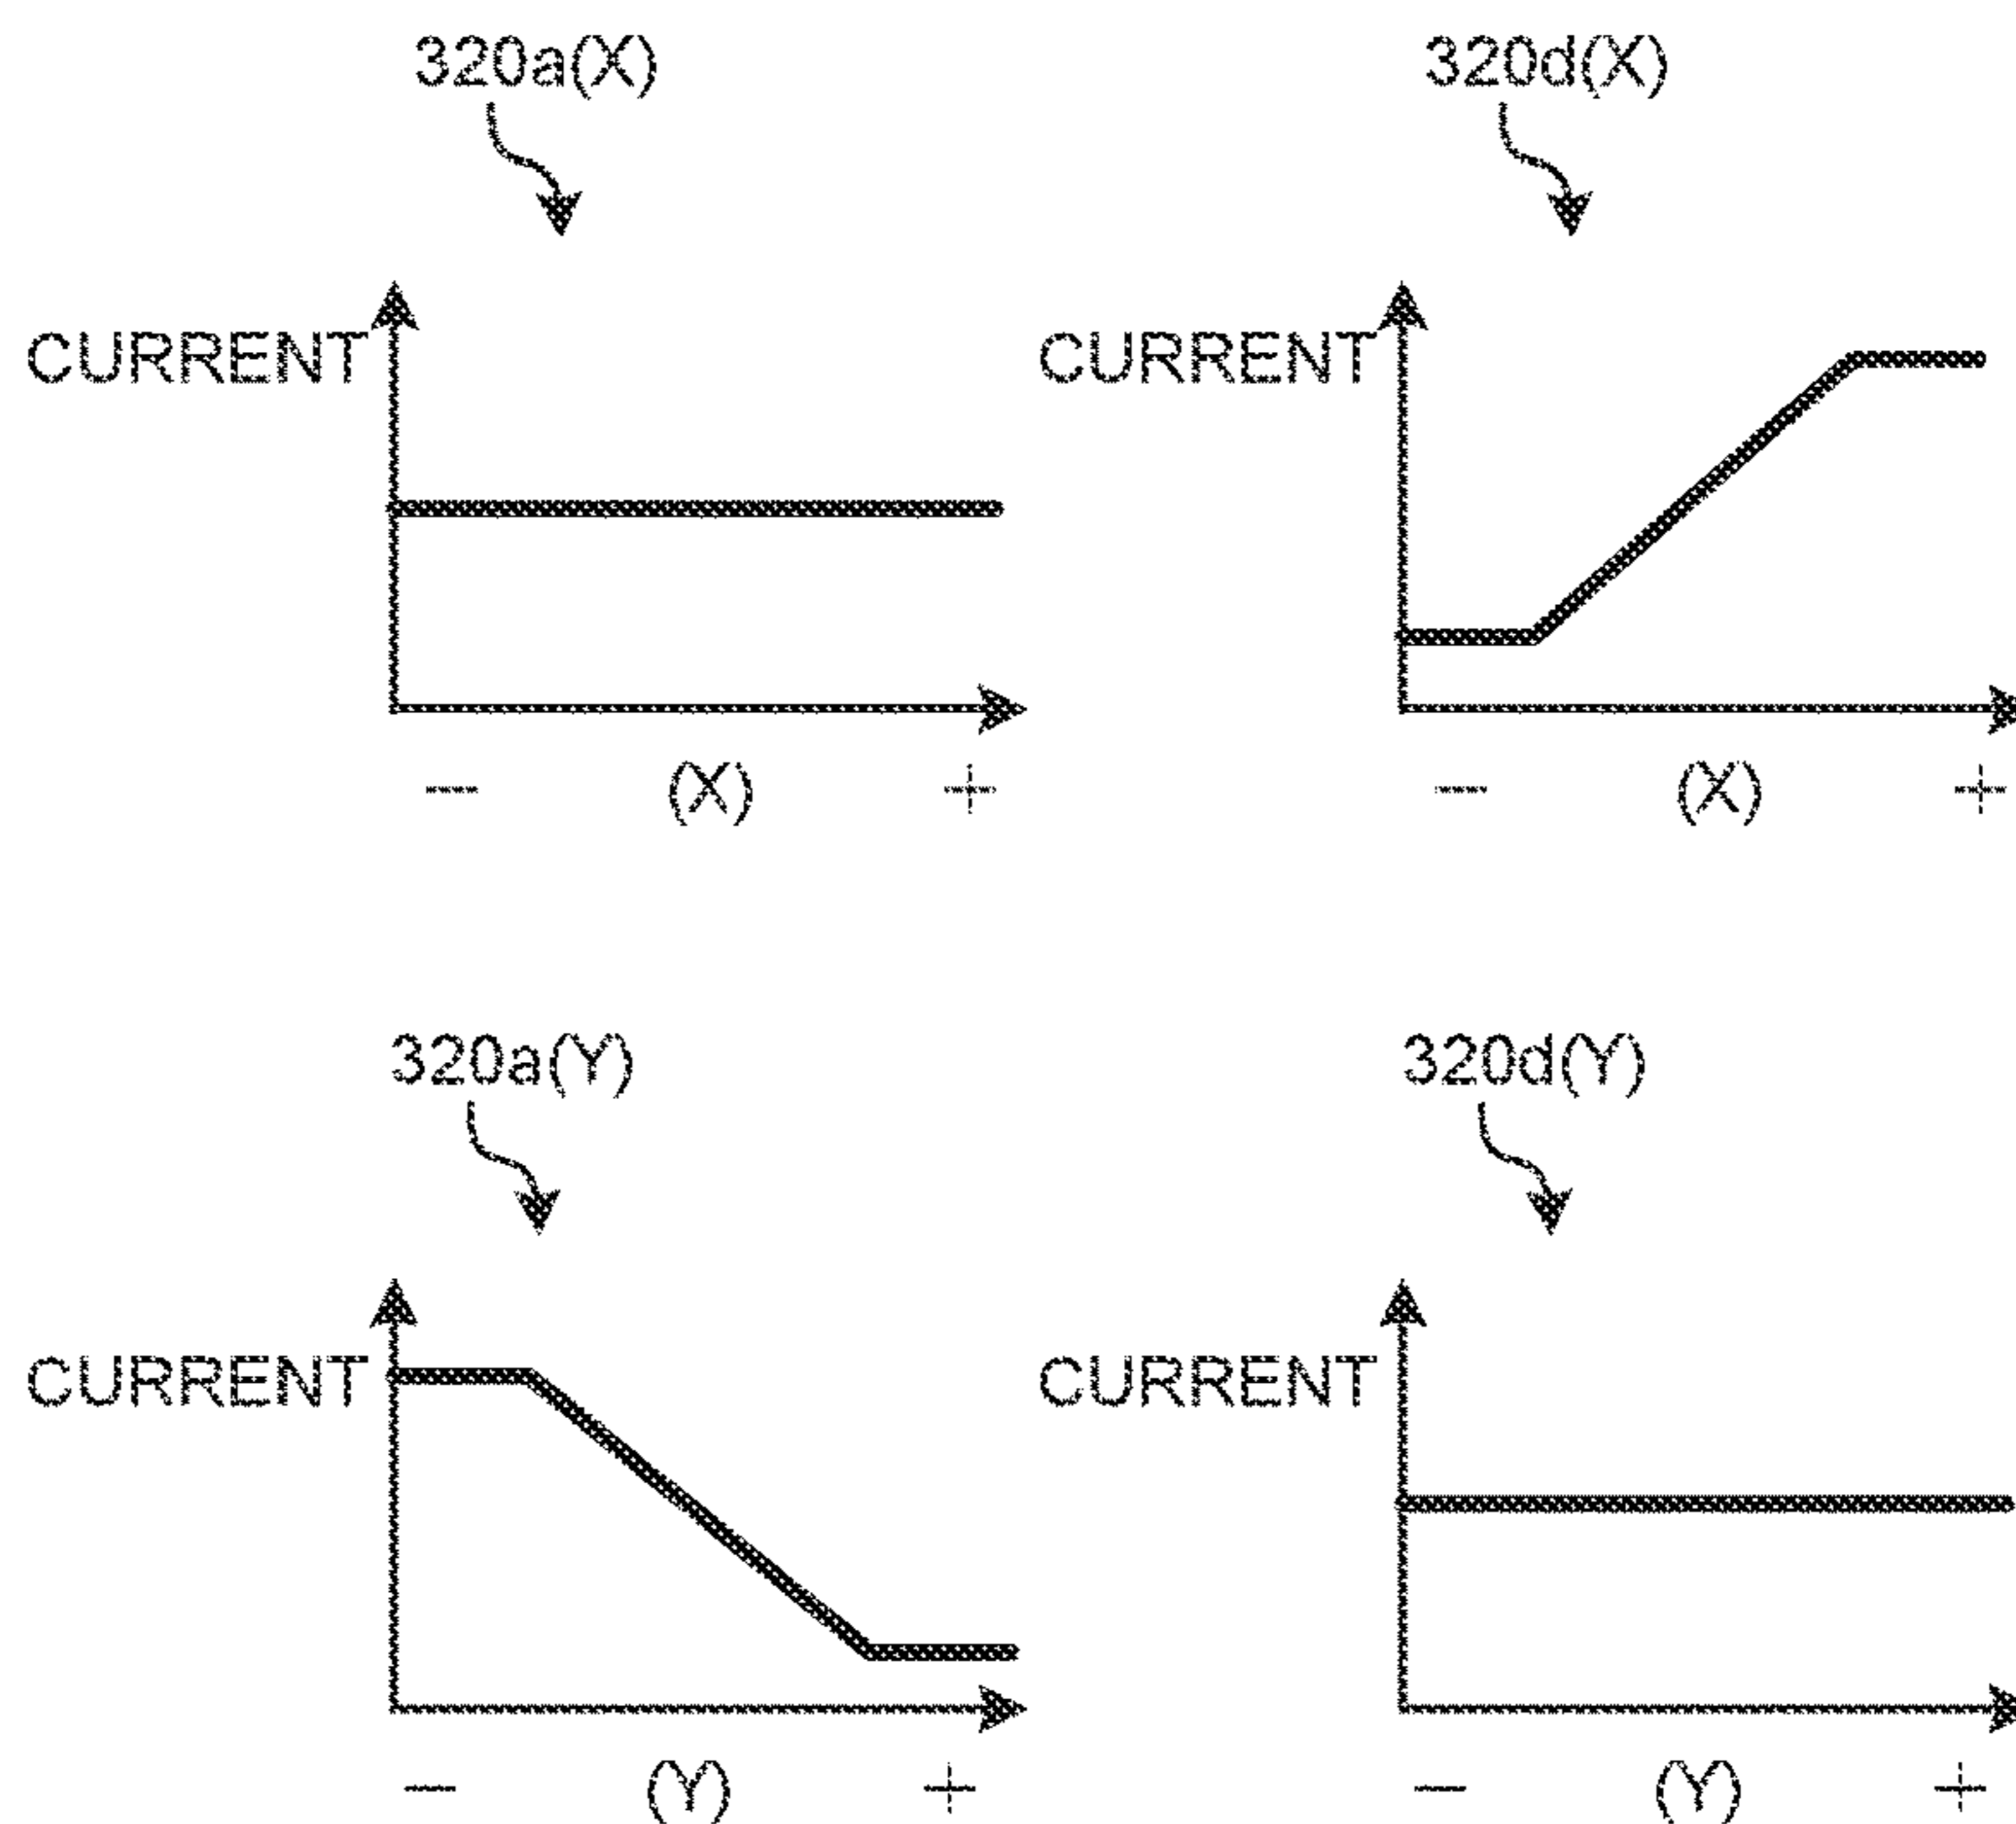 320a(X) 320d(X)
CURRENT CURRENT
− (X) + − (X) +
320a(Y) 320d(Y)
CURRENT CURRENT
− (Y) + − (Y) +